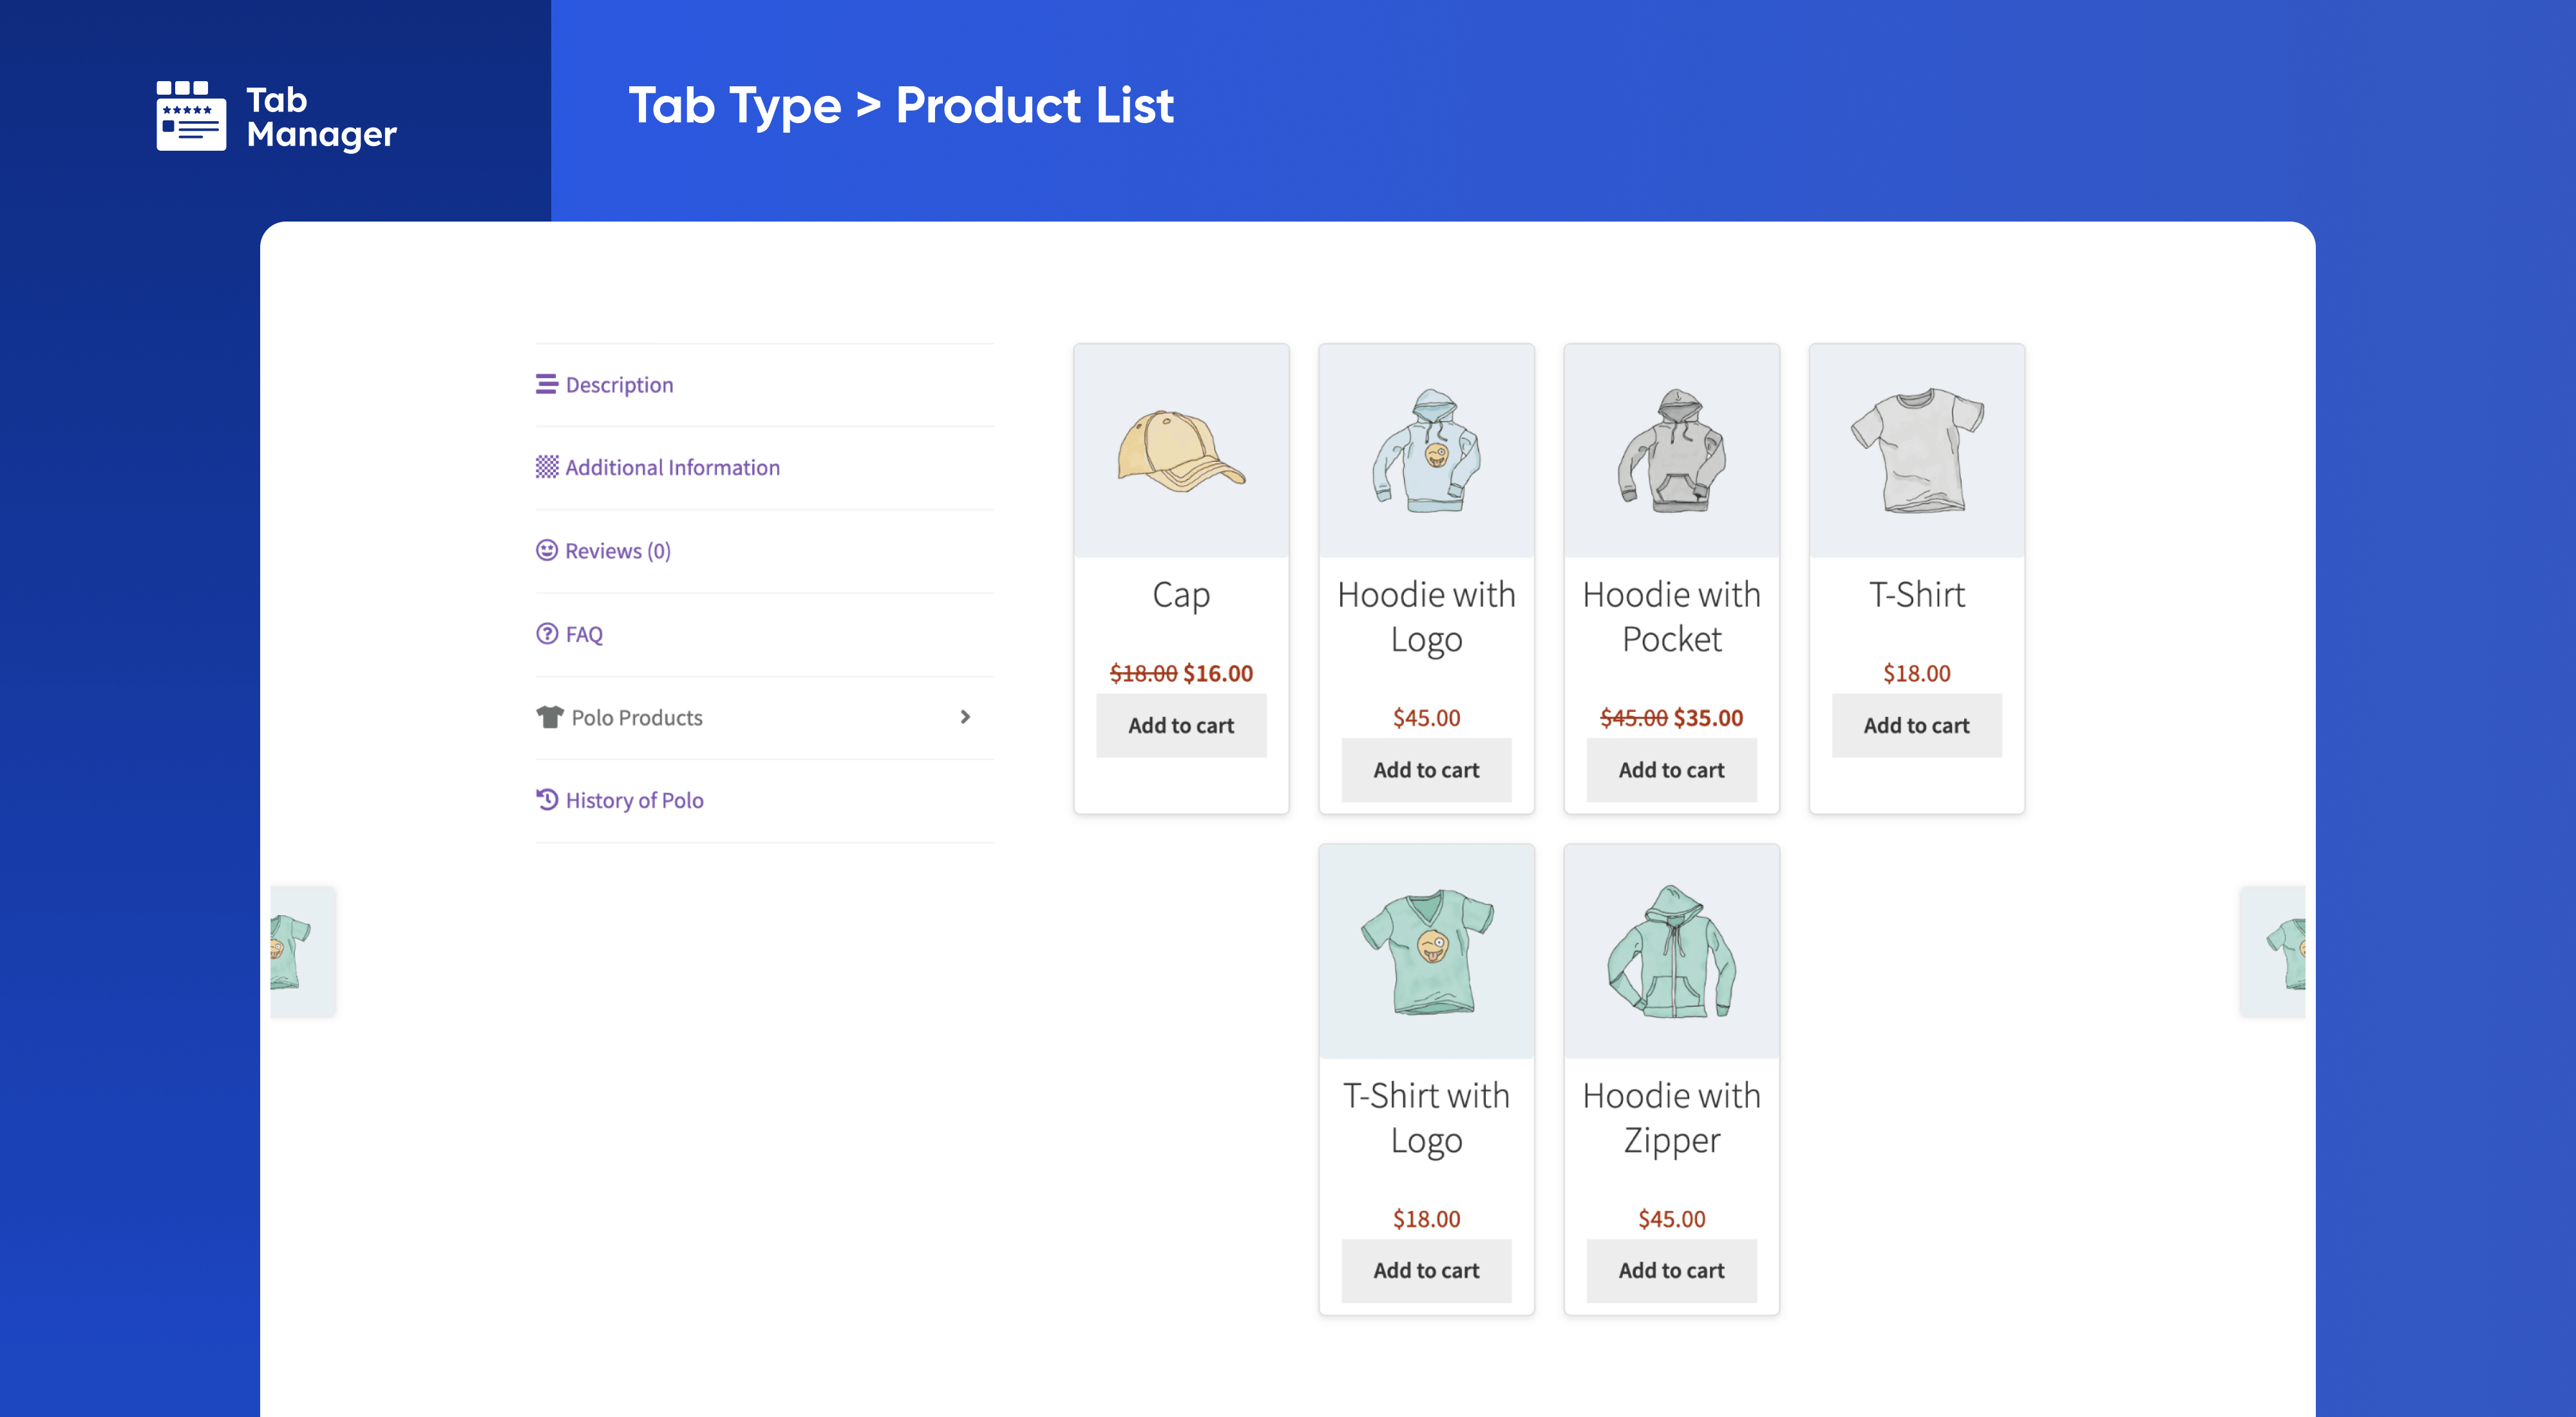 Tab
Manager
Tab Type > Product List
Description
Additional Information
Reviews (0)
FAQ
Polo Products
History of Polo
Cap
$18.00 $16.00
Add to cart
Hoodie with
Logo
$45.00
Add to cart
Hoodie with
Pocket
$45.00 $35.00
Add to cart
T-Shirt
$18.00
Add to cart
T-Shirt with
Logo
$18.00
Add to cart
Hoodie with
Zipper
$45.00
Add to cart